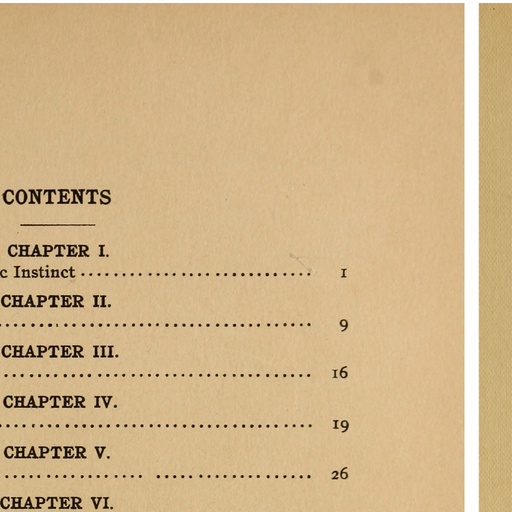 CONTENTS
CHAPTER I.
c Instinct ........................................ 1
CHAPTER II.
........................................ 9
CHAPTER III.
........................................ 16
CHAPTER IV.
........................................ 19
CHAPTER V.
........................................ 26
CHAPTER VI.